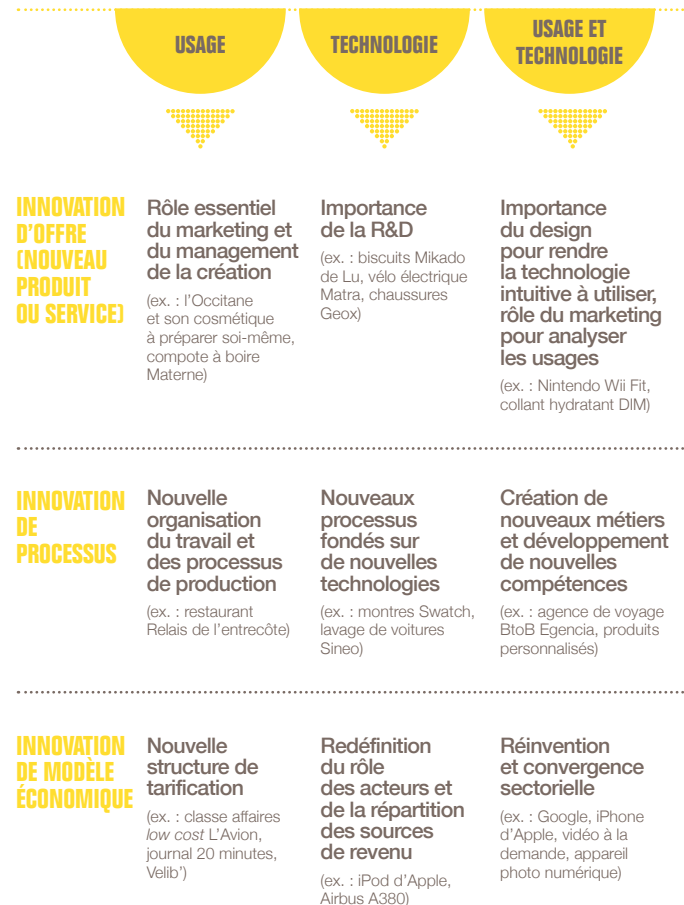 USAGE
TECHNOLOGIE
USAGE ET
TECHNOLOGIE
INNOVATION
D'OFFRE
(NOUVEAU
PRODUIT
OU SERVICE)
Rôle essentiel
du marketing et
du management
de la création
(ex. : l'Occitane
et son cosmétique
à préparer soi-même,
compote à boire
Materne)
Importance
de la R&D
(ex. : biscuits Mikado
de Lu, vélo électrique
Matra, chaussures
Geox)
Importance
du design
pour rendre
la technologie
intuitive à utiliser,
rôle du marketing
pour analyser
les usages
(ex. : Nintendo Wii Fit,
collant hydratant DIM)
INNOVATION
DE
PROCESSUS
Nouvelle
organisation
du travail et
des processus
de production
(ex. : restaurant
Relais de l'entrecôte)
Nouveaux
processus
fondés sur
de nouvelles
technologies
(ex. : montres Swatch,
lavage de voitures
Sineo)
Création de
nouveaux métiers
et développement
de nouvelles
compétences
(ex. : agence de voyage
BtoB Egencia, produits
personnalisés)
INNOVATION
DE MODÈLE
ÉCONOMIQUE
Nouvelle
structure de
tarification
(ex. : classe affaires
low cost L'Avion,
journal 20 minutes,
Velib')
Redéfinition
du rôle
des acteurs et
de la répartition
des sources
de revenu
(ex. : iPod d'Apple,
Airbus A380)
Réinvention
et convergence
sectorielle
(ex. : Google, iPhone
d'Apple, vidéo à la
demande, appareil
photo numérique)